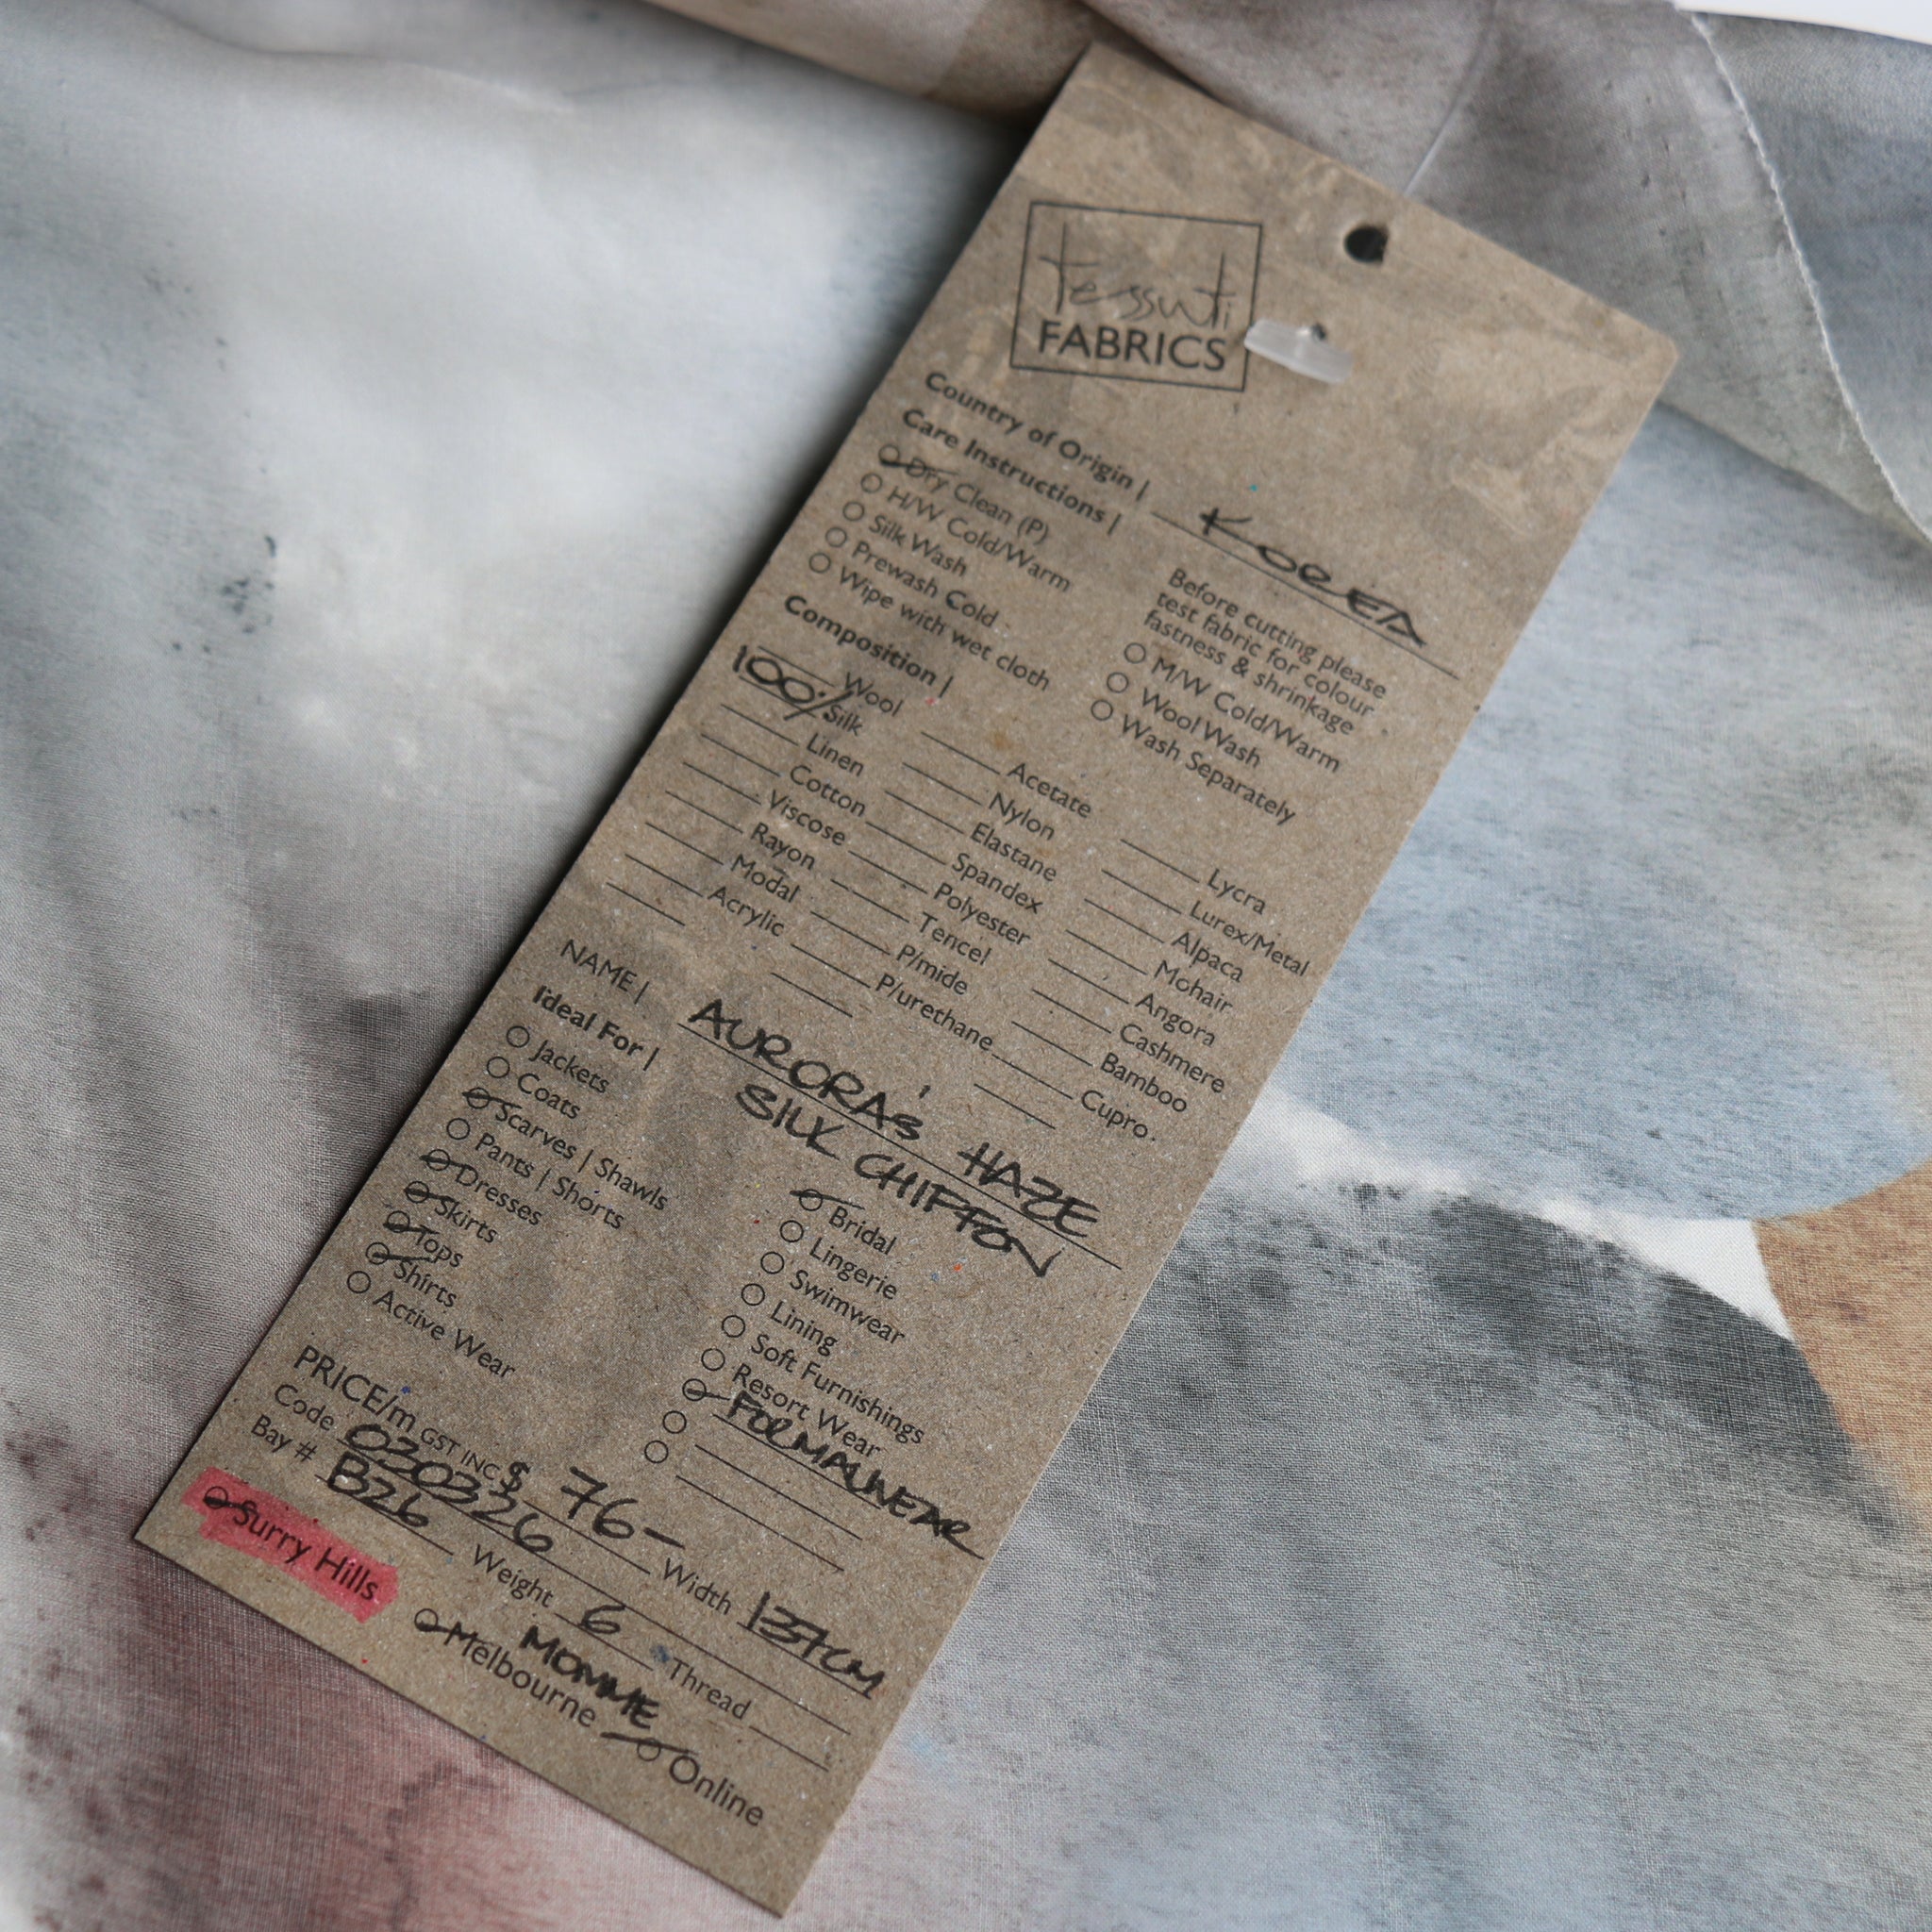 tessuti
FABRICS
Country of Origin | KOREA
Care Instructions |
Dry Clean (P)
H/W Cold/Warm
Silk Wash
Prewash Cold
Wipe with wet cloth
Before cutting please
test fabric for colour
fastness & shrinkage
M/W Cold/Warm
Wool Wash
Wash Separately
Composition |
Wool
100% Silk
Linen
Cotton
Viscose
Rayon
Modal
Acrylic
Acetate
Nylon
Elastane
Spandex
Polyester
Tencel
P/mide
P/urethane
Lycra
Lurex/Metal
Alpaca
Mohair
Angora
Cashmere
Bamboo
Cupro
NAME | AURORA's HAZE
SILK CHIFFON
Ideal For |
Jackets
Coats
Scarves | Shawls
Pants | Shorts
Dresses
Skirts
Tops
Shirts
Active Wear
Bridal
Lingerie
Swimwear
Lining
Soft Furnishings
Resort Wear
FORMALWEAR
PRICE/m GST INC $ 76- Width 137CM
Code 030326 Weight 6 MOMME Thread
Bay # B26
Surry Hills Melbourne Online